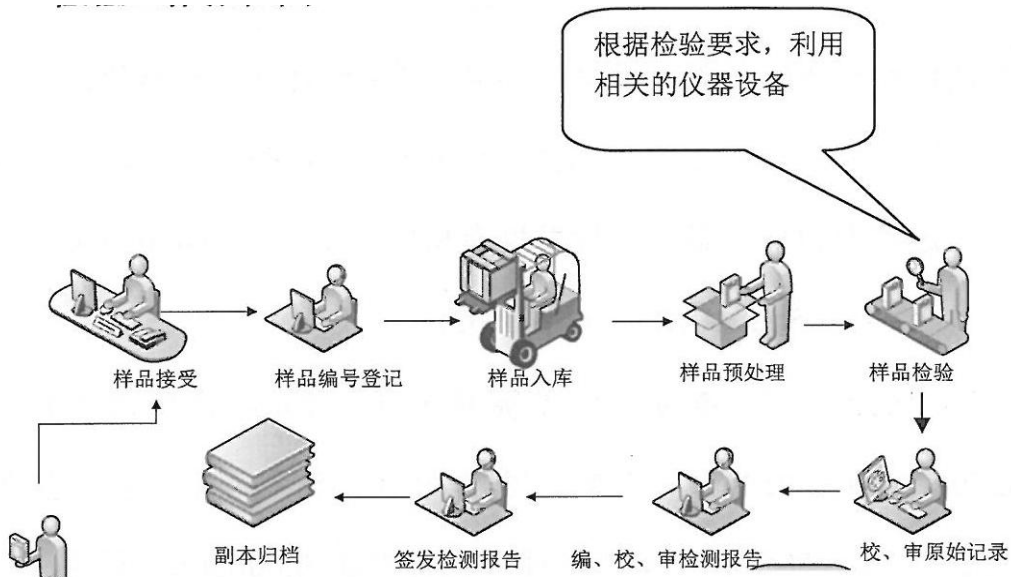 根据检验要求，利用
相关的仪器设备
样品接受
样品编号登记
样品入库
样品预处理
样品检验
副本归档
签发检测报告
编、校、审检测报告
校、审原始记录